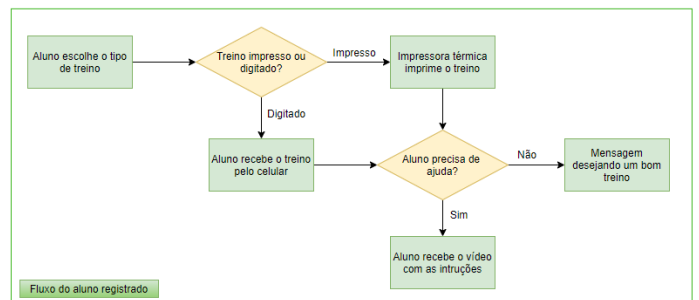 Aluno escolhe o tipo
de treino
Treino impresso ou
digitado?
Impresso
Impressora térmica
imprime o treino
Digitado
Aluno recebe o treino
pelo celular
Aluno precisa de
ajuda?
Não
Mensagem
desejando um bom
treino
Sim
Aluno recebe o vídeo
com as intruções
Fluxo do aluno registrado